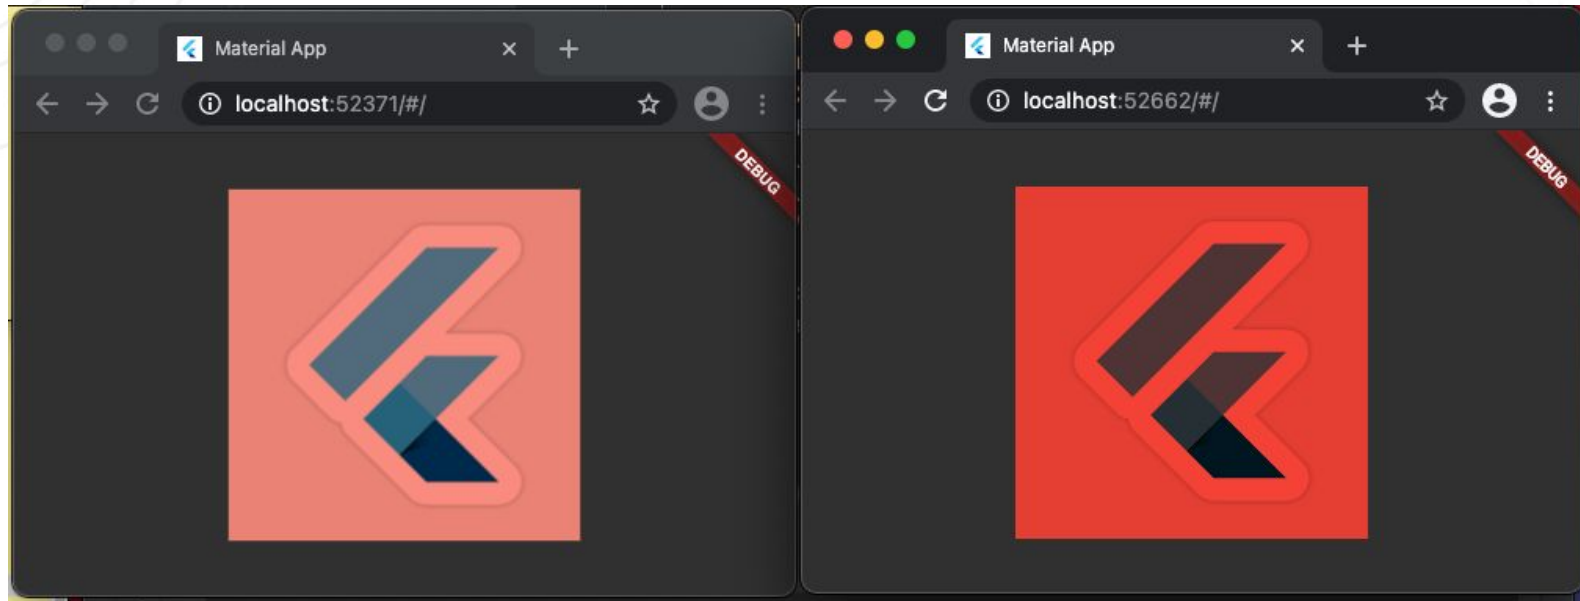 Material App
localhost:52371/#/
DEBUG
Material App
localhost:52662/#/
DEBUG